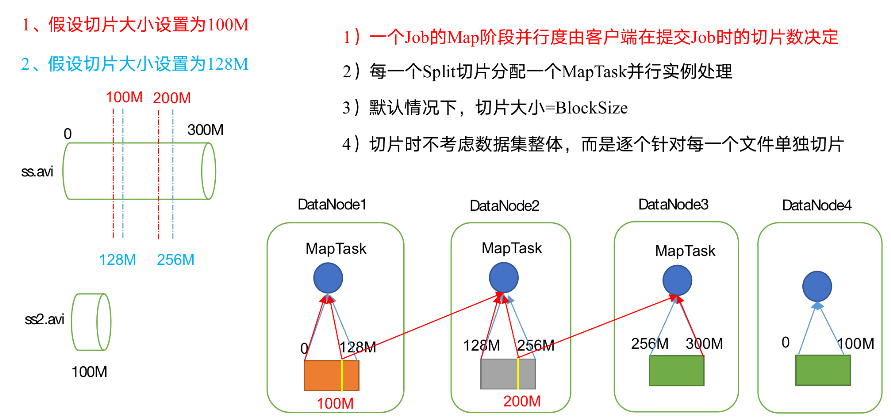 1、假设切片大小设置为100M
2、假设切片大小设置为128M
1）一个Job的Map阶段并行度由客户端在提交Job时的切片数决定
2）每一个Split切片分配一个MapTask并行实例处理
3）默认情况下，切片大小=BlockSize
4）切片时不考虑数据集整体，而是逐个针对每一个文件单独切片
100M 200M
0 300M
ss.avi
128M 256M
ss2.avi
100M
DataNode1 DataNode2 DataNode3 DataNode4
MapTask MapTask MapTask
0 128M 128M 256M 256M 300M 0 100M
100M 200M